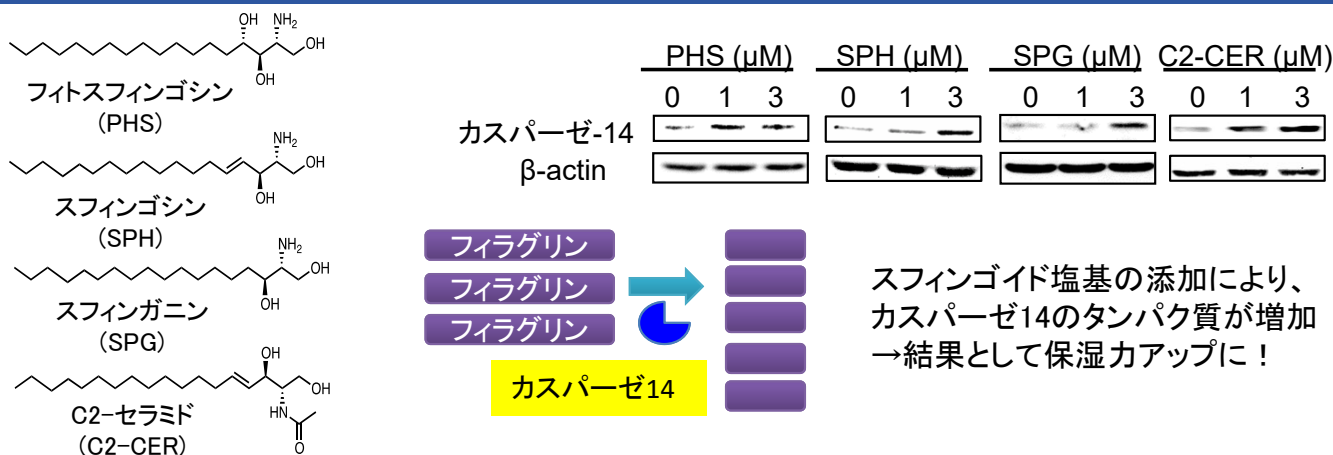 OH NH2
OH
OH
フィトスフィンゴシン
(PHS)
NH2
OH
OH
スフィンゴシン
(SPH)
NH2
OH
OH
スフィンガニン
(SPG)
OH
OH
HN
O
C2-セラミド
(C2-CER)
PHS (μM) SPH (μM) SPG (μM) C2-CER (μM)
0 1 3 0 1 3 0 1 3 0 1 3
カスパーゼ-14
β-actin
フィラグリン
フィラグリン
フィラグリン
カスパーゼ14
スフィンゴイド塩基の添加により、
カスパーゼ14のタンパク質が増加
→結果として保湿力アップに！